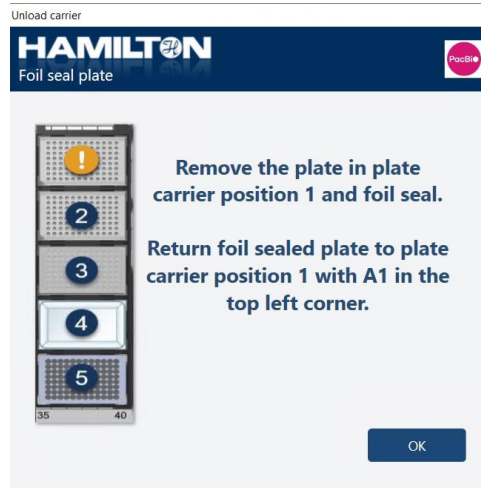 Unload carrier
HAMILTON
PacBio
Foil seal plate
!
2
3
4
5
35 40
Remove the plate in plate
carrier position 1 and foil seal.
Return foil sealed plate to plate
carrier position 1 with A1 in the
top left corner.
OK